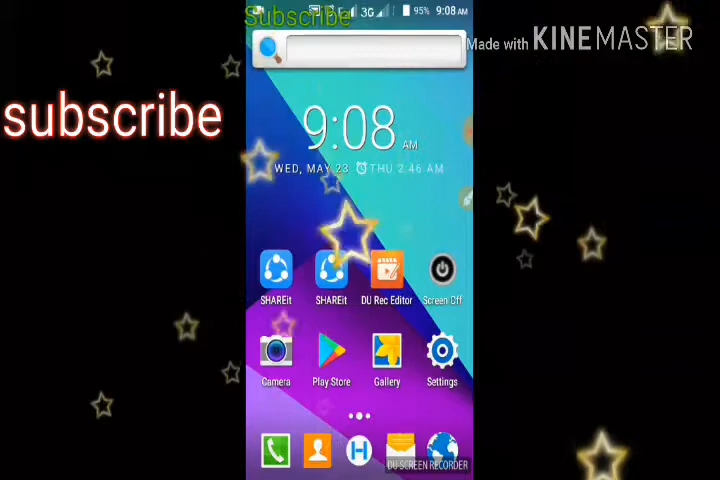 Subscribe
3G 95% 9:08 AM
Made with KINEMASTER
subscribe
9:08 AM
WED, MAY 23 THU 2:46 AM
SHAREit SHAREit DU Rec Editor Screen Off
Camera Play Store Gallery Settings
DU SCREEN RECORDER